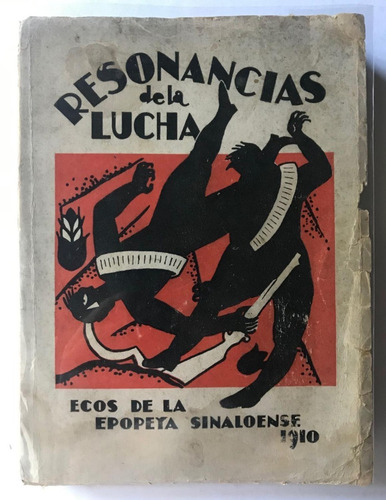 RESONANCIAS
de la
LUCHA
ECOS DE LA
EPOPEYA SINALOENSE
1910